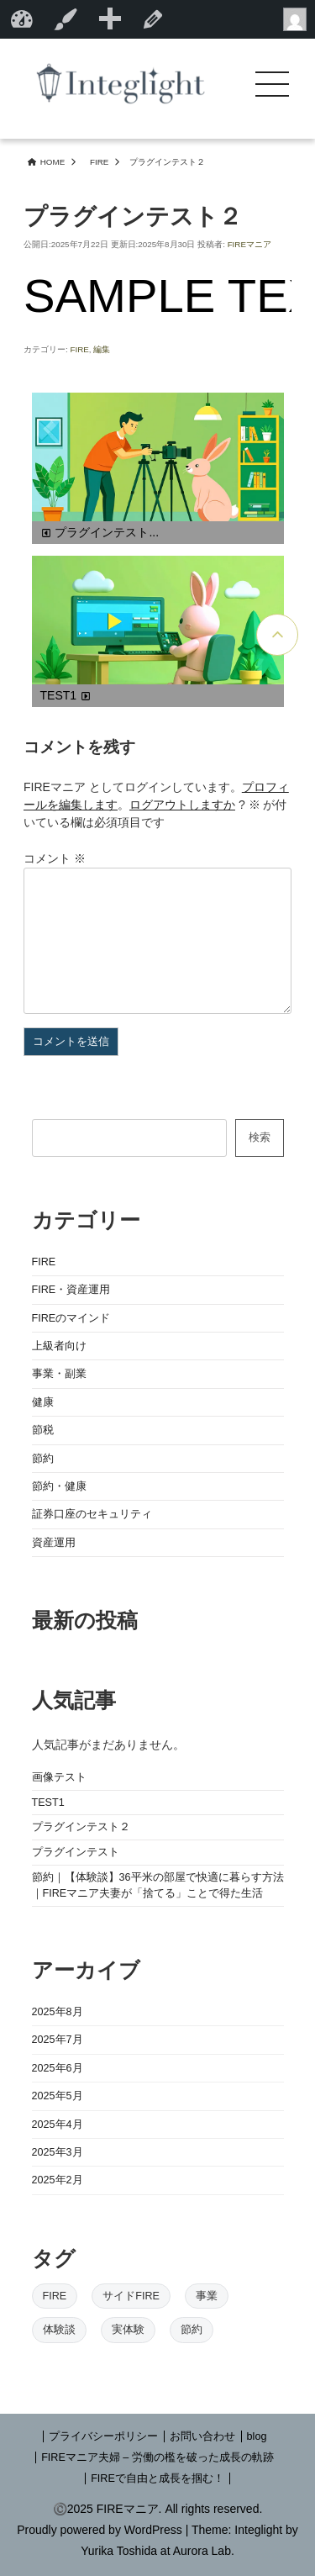 Integlight
HOME > FIRE > プラグインテスト２
プラグインテスト２
公開日:2025年7月22日 更新日:2025年8月30日 投稿者: FIREマニア
SAMPLE TEX
カテゴリー: FIRE, 編集
プラグインテスト...
TEST1
コメントを残す
FIREマニア としてログインしています。プロフィ
ールを編集します。ログアウトしますか ? ※ が付
いている欄は必須項目です
コメント ※
コメントを送信
検索
カテゴリー
FIRE
FIRE・資産運用
FIREのマインド
上級者向け
事業・副業
健康
節税
節約
節約・健康
証券口座のセキュリティ
資産運用
最新の投稿
人気記事
人気記事がまだありません。
画像テスト
TEST1
プラグインテスト２
プラグインテスト
節約｜【体験談】36平米の部屋で快適に暮らす方法
｜FIREマニア夫妻が「捨てる」ことで得た生活
アーカイブ
2025年8月
2025年7月
2025年6月
2025年5月
2025年4月
2025年3月
2025年2月
タグ
FIRE サイドFIRE 事業
体験談 実体験 節約
| プライバシーポリシー | お問い合わせ | blog
| FIREマニア夫婦 – 労働の檻を破った成長の軌跡
| FIREで自由と成長を掴む！ |
©2025 FIREマニア. All rights reserved.
Proudly powered by WordPress | Theme: Integlight by
Yurika Toshida at Aurora Lab.